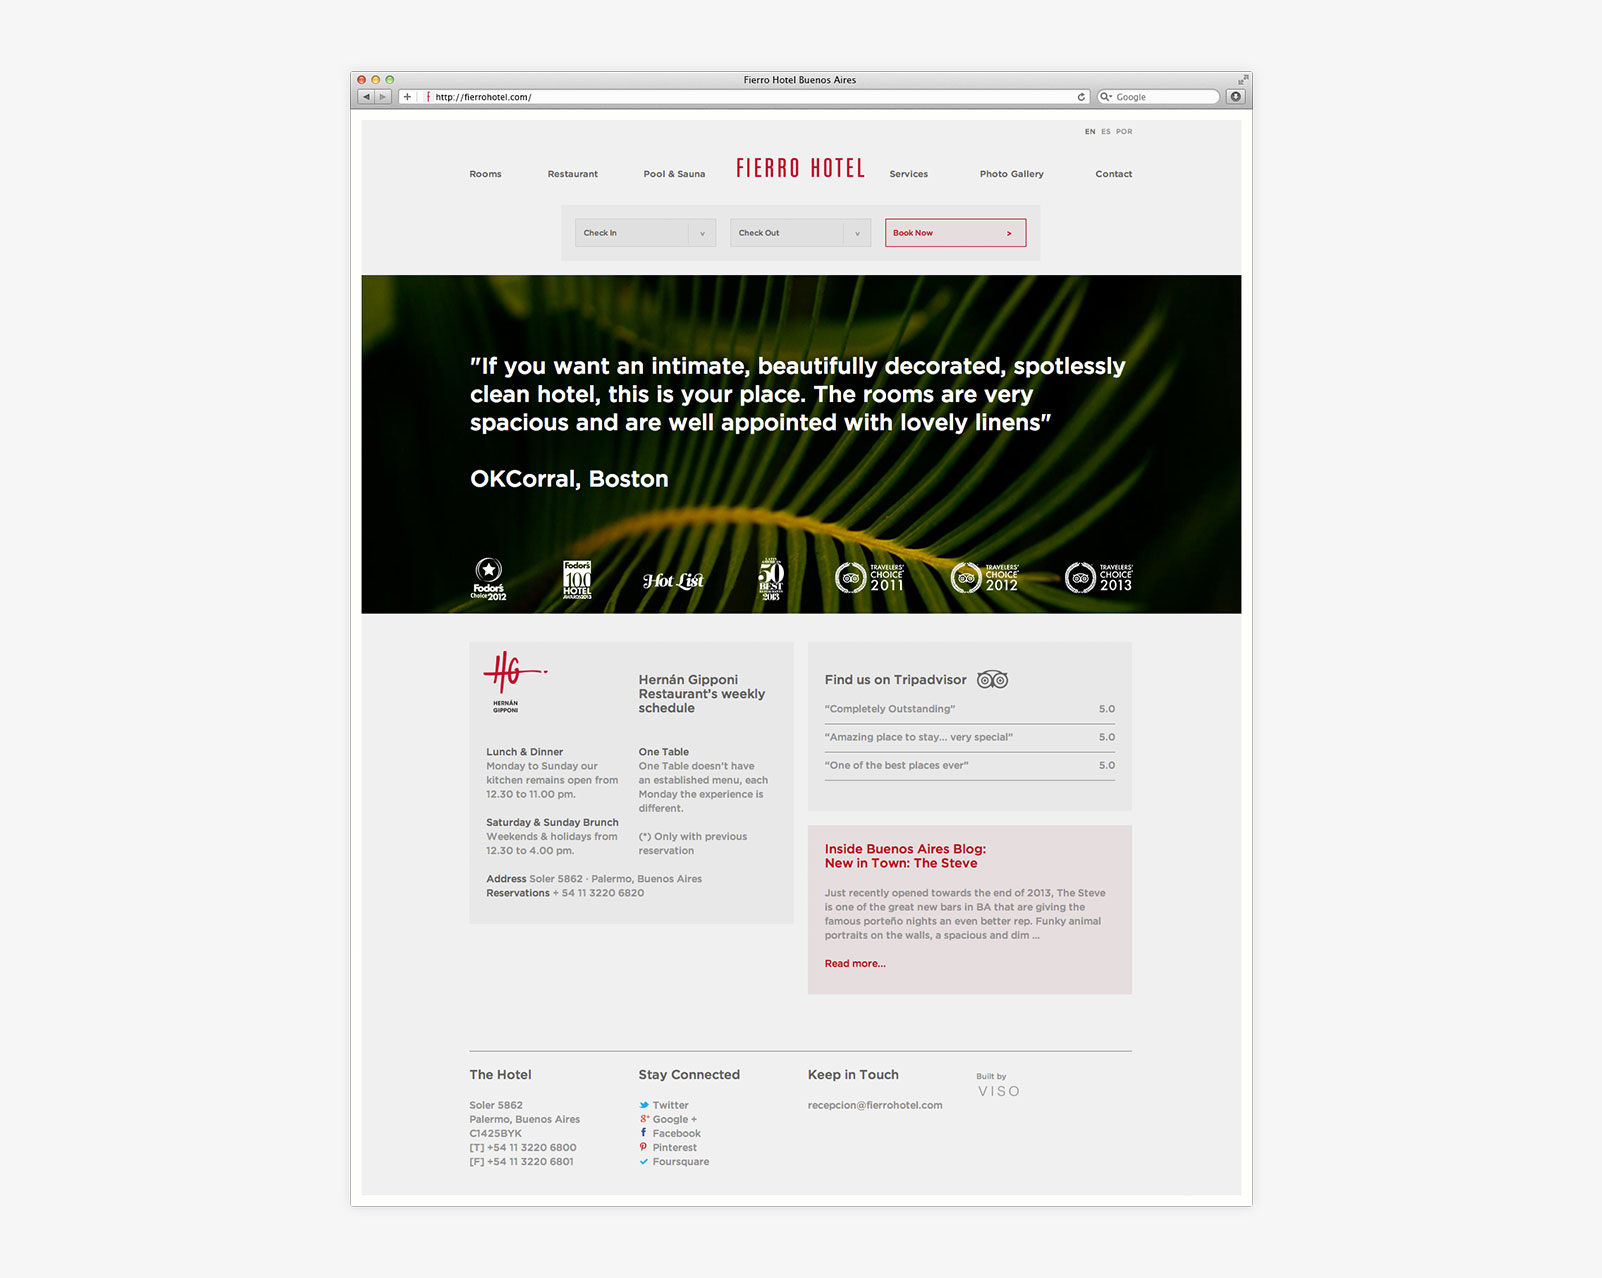 Fierro Hotel Buenos Aires
http://fierrohotel.com/
Google
EN ES POR
Rooms
Restaurant
Pool & Sauna
FIERRO HOTEL
Services
Photo Gallery
Contact
Check In
v
Check Out
v
Book Now
>
"If you want an intimate, beautifully decorated, spotlessly
clean hotel, this is your place. The rooms are very
spacious and are well appointed with lovely linens"
OKCorral, Boston
Fodor's
Choice 2012
Fodor's
100
HOTEL
AWARDS 2013
Hot List
LATIN
AMERICA'S
50
BEST
RESTAURANTS
2013
TRAVELERS'
CHOICE
2011
TRAVELERS'
CHOICE
2012
TRAVELERS'
CHOICE
2013
HG
HERNÁN
GIPPONI
Hernán Gipponi
Restaurant's weekly
schedule
Lunch & Dinner
Monday to Sunday our
kitchen remains open from
12.30 to 11.00 pm.
Saturday & Sunday Brunch
Weekends & holidays from
12.30 to 4.00 pm.
One Table
One Table doesn't have
an established menu, each
Monday the experience is
different.
(*) Only with previous
reservation
Address Soler 5862 · Palermo, Buenos Aires
Reservations + 54 11 3220 6820
Find us on Tripadvisor
"Completely Outstanding" 5.0
"Amazing place to stay... very special" 5.0
"One of the best places ever" 5.0
Inside Buenos Aires Blog:
New in Town: The Steve
Just recently opened towards the end of 2013, The Steve
is one of the great new bars in BA that are giving the
famous porteño nights an even better rep. Funky animal
portraits on the walls, a spacious and dim ...
Read more...
The Hotel
Soler 5862
Palermo, Buenos Aires
C1425BYK
[T] +54 11 3220 6800
[F] +54 11 3220 6801
Stay Connected
Twitter
Google +
Facebook
Pinterest
Foursquare
Keep in Touch
recepcion@fierrohotel.com
Built by
VISO